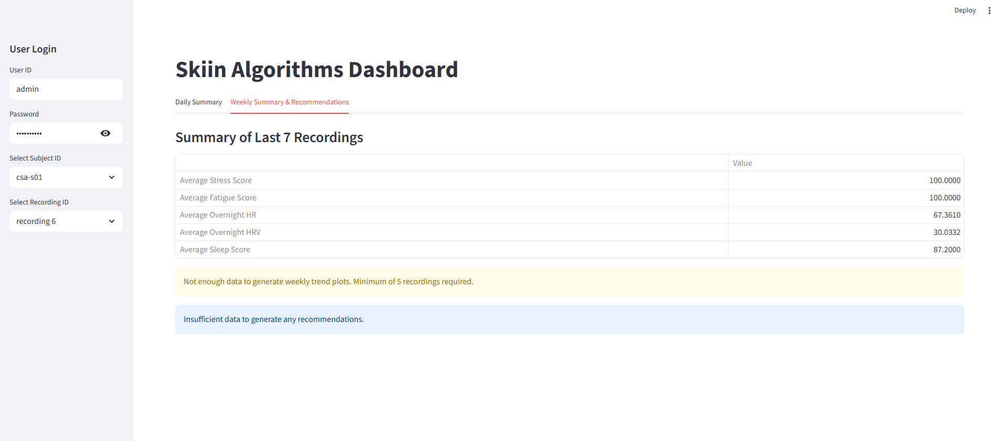 Deploy
User Login
User ID
admin
Password
••••••••••
Select Subject ID
csa-s01
Select Recording ID
recording 6
Skiin Algorithms Dashboard
Daily Summary Weekly Summary & Recommendations
Summary of Last 7 Recordings
Value
Average Stress Score 100.0000
Average Fatigue Score 100.0000
Average Overnight HR 67.3610
Average Overnight HRV 30.0332
Average Sleep Score 87.2000
Not enough data to generate weekly trend plots. Minimum of 5 recordings required.
Insufficient data to generate any recommendations.